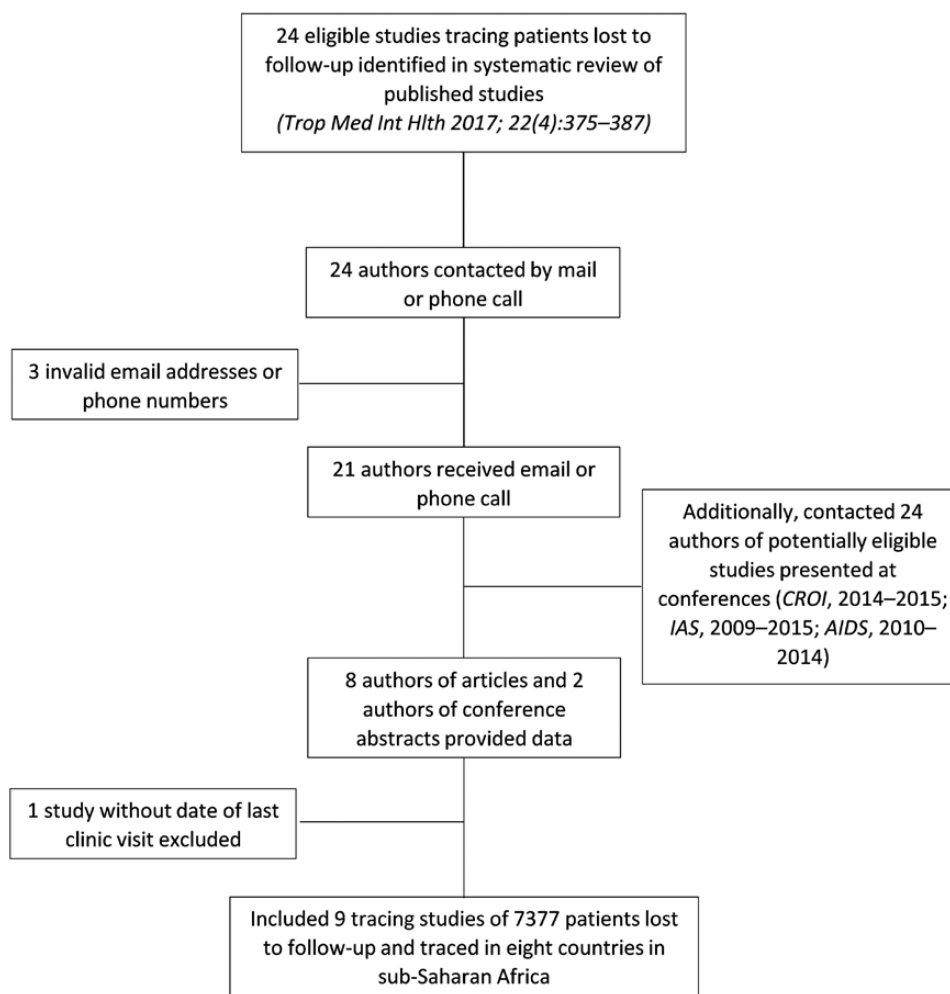 24 eligible studies tracing patients lost to
follow-up identified in systematic review of
published studies
(Trop Med Int Hlth 2017; 22(4):375–387)
24 authors contacted by mail
or phone call
3 invalid email addresses or
phone numbers
21 authors received email or
phone call
Additionally, contacted 24
authors of potentially eligible
studies presented at
conferences (CROI, 2014–2015;
IAS, 2009–2015; AIDS, 2010–
2014)
8 authors of articles and 2
authors of conference
abstracts provided data
1 study without date of last
clinic visit excluded
Included 9 tracing studies of 7377 patients lost
to follow-up and traced in eight countries in
sub-Saharan Africa